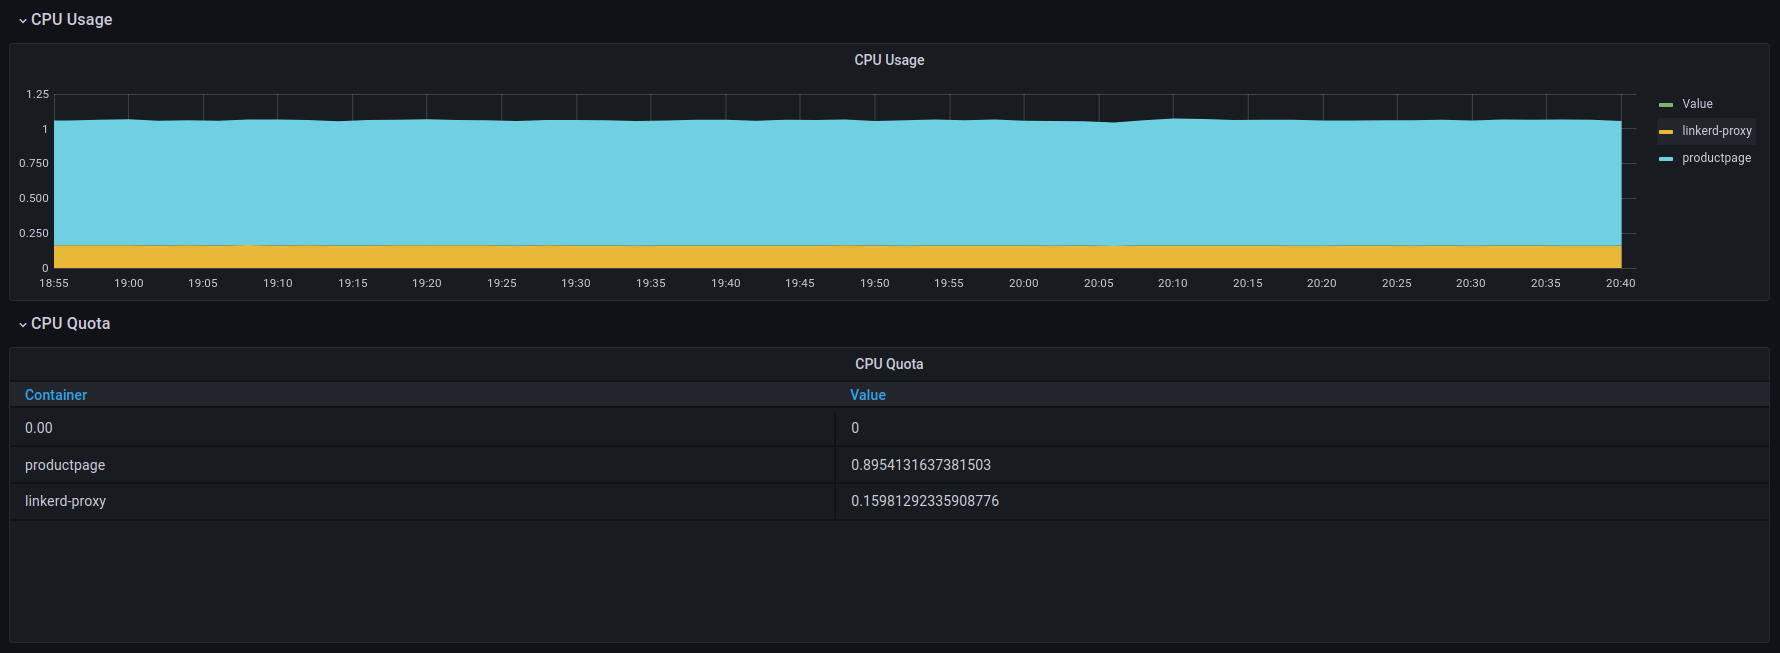 CPU Usage
CPU Usage
1.25
1
0.750
0.500
0.250
0
18:55 19:00 19:05 19:10 19:15 19:20 19:25 19:30 19:35 19:40 19:45 19:50 19:55 20:00 20:05 20:10 20:15 20:20 20:25 20:30 20:35 20:40
Value
linkerd-proxy
productpage
CPU Quota
CPU Quota
Container Value
0.00 0
productpage 0.8954131637381503
linkerd-proxy 0.15981292335908776